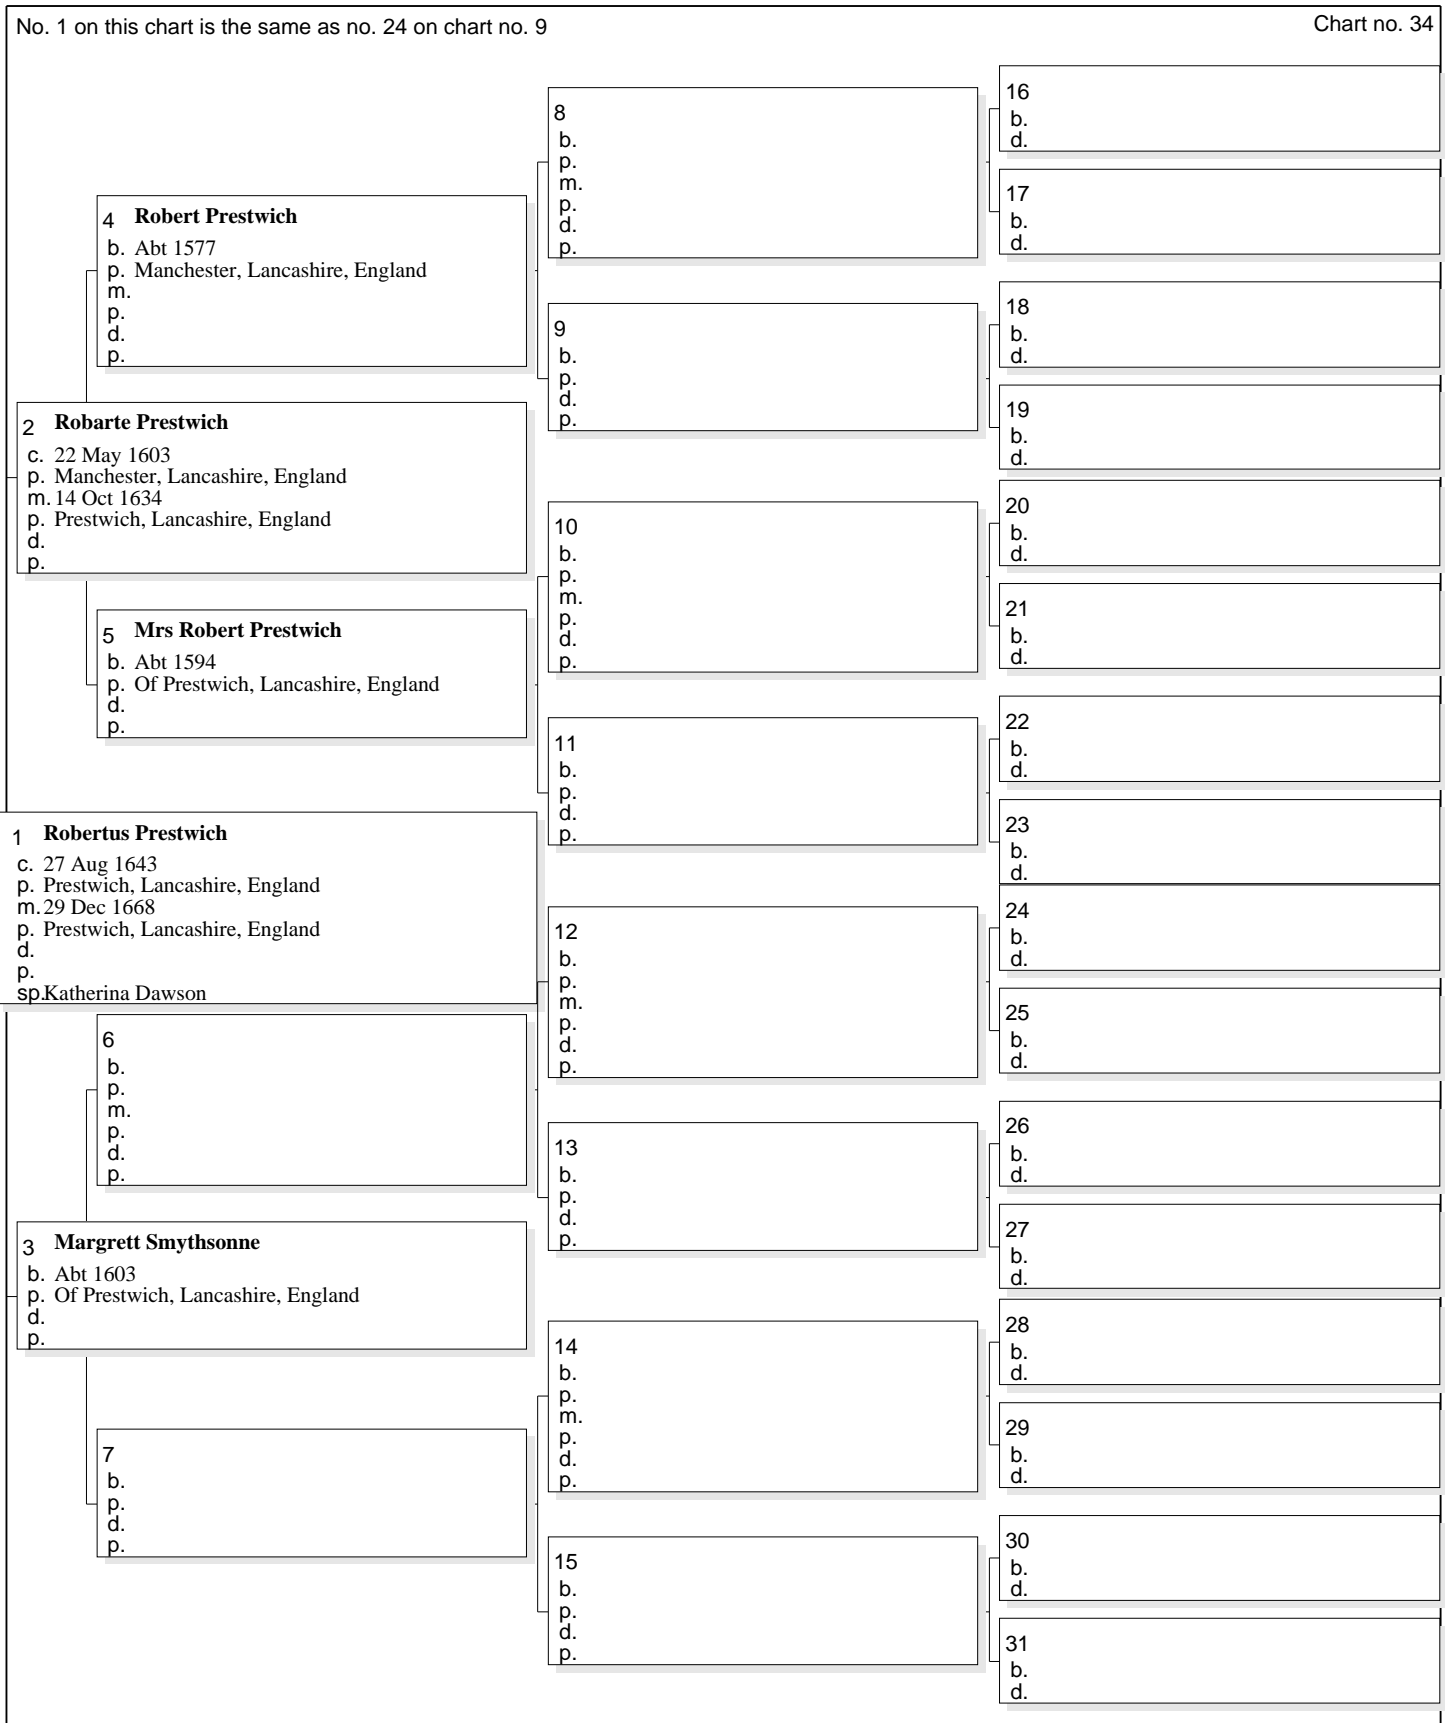 No. 1 on this chart is the same as no. 24 on chart no. 9
Chart no. 34
16
b.
d.
8
b.
p.
m.
p.
d.
p.
17
b.
d.
4 Robert Prestwich
b. Abt 1577
p. Manchester, Lancashire, England
m.
p.
d.
p.
18
b.
d.
9
b.
p.
d.
p.
19
b.
d.
2 Robarte Prestwich
c. 22 May 1603
p. Manchester, Lancashire, England
m. 14 Oct 1634
p. Prestwich, Lancashire, England
d.
p.
20
b.
d.
10
b.
p.
m.
p.
d.
p.
21
b.
d.
5 Mrs Robert Prestwich
b. Abt 1594
p. Of Prestwich, Lancashire, England
d.
p.
22
b.
d.
11
b.
p.
d.
p.
23
b.
d.
1 Robertus Prestwich
c. 27 Aug 1643
p. Prestwich, Lancashire, England
m. 29 Dec 1668
p. Prestwich, Lancashire, England
d.
p.
sp. Katherina Dawson
24
b.
d.
12
b.
p.
m.
p.
d.
p.
25
b.
d.
6
b.
p.
m.
p.
d.
p.
26
b.
d.
13
b.
p.
d.
p.
27
b.
d.
3 Margrett Smythsonne
b. Abt 1603
p. Of Prestwich, Lancashire, England
d.
p.
28
b.
d.
14
b.
p.
m.
p.
d.
p.
29
b.
d.
7
b.
p.
d.
p.
30
b.
d.
15
b.
p.
d.
p.
31
b.
d.